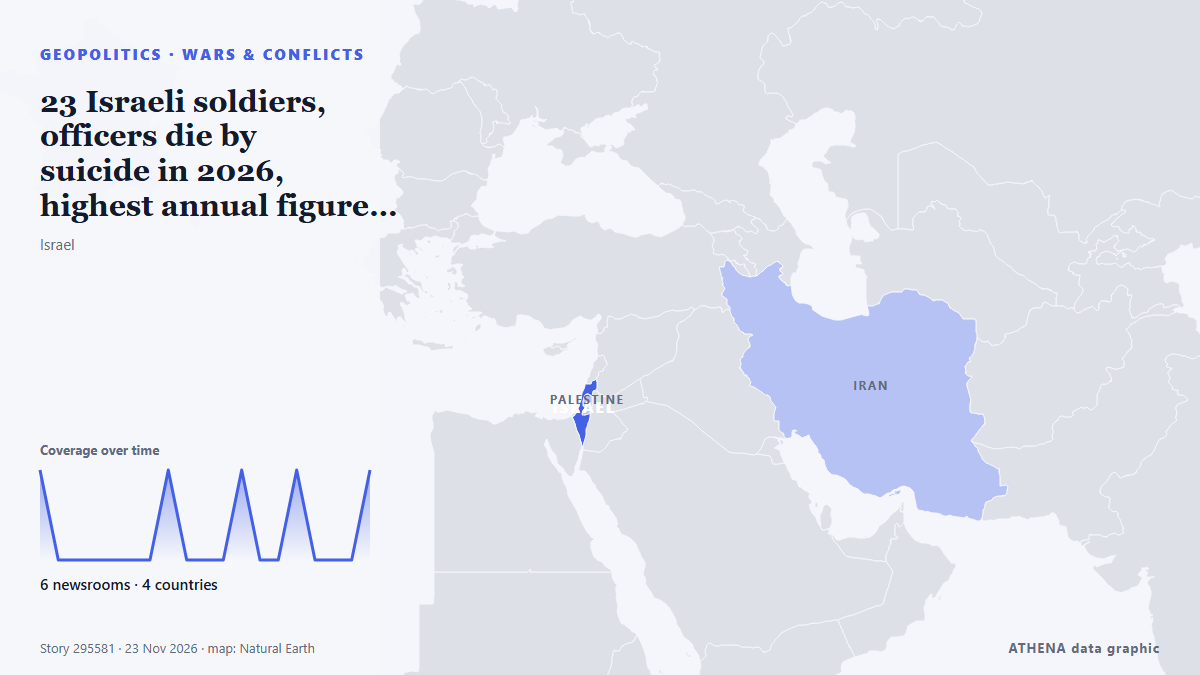 GEOPOLITICS · WARS & CONFLICTS
23 Israeli soldiers,
officers die by
suicide in 2026,
highest annual figure...
Israel
IRAN
PALESTINE
ISRAEL
Coverage over time
6 newsrooms · 4 countries
Story 295581 · 23 Nov 2026 · map: Natural Earth
ATHENA data graphic